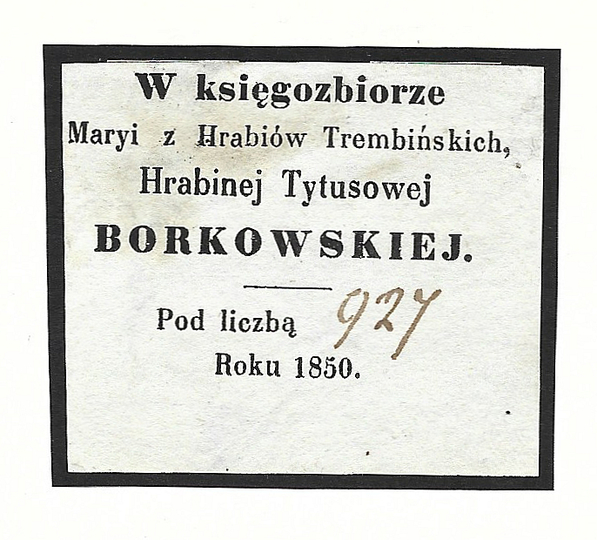 W księgozbiorze
Maryi z Hrabiów Trembińskich,
Hrabinej Tytusowej
BORKOWSKIEJ.
Pod liczbą 927
Roku 1850.